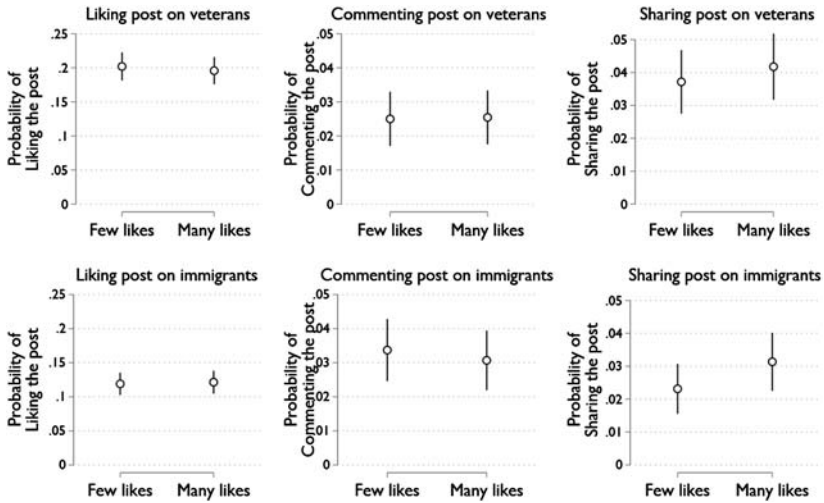 Liking post on veterans
Probability of
Liking the post
.25
.2
.15
.1
.05
0
Few likes Many likes
Commenting post on veterans
Probability of
Commenting the post
.05
.04
.03
.02
.01
0
Few likes Many likes
Sharing post on veterans
Probability of
Sharing the post
.05
.04
.03
.02
.01
0
Few likes Many likes
Liking post on immigrants
Probability of
Liking the post
.25
.2
.15
.1
.05
0
Few likes Many likes
Commenting post on immigrants
Probability of
Commenting the post
.05
.04
.03
.02
.01
0
Few likes Many likes
Sharing post on immigrants
Probability of
Sharing the post
.05
.04
.03
.02
.01
0
Few likes Many likes